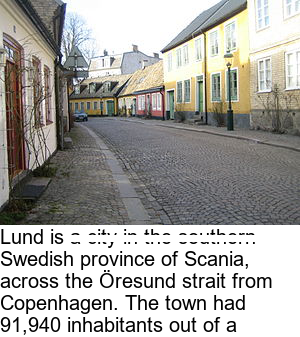 Lund is a city in the southern
Swedish province of Scania,
across the Öresund strait from
Copenhagen. The town had
91,940 inhabitants out of a